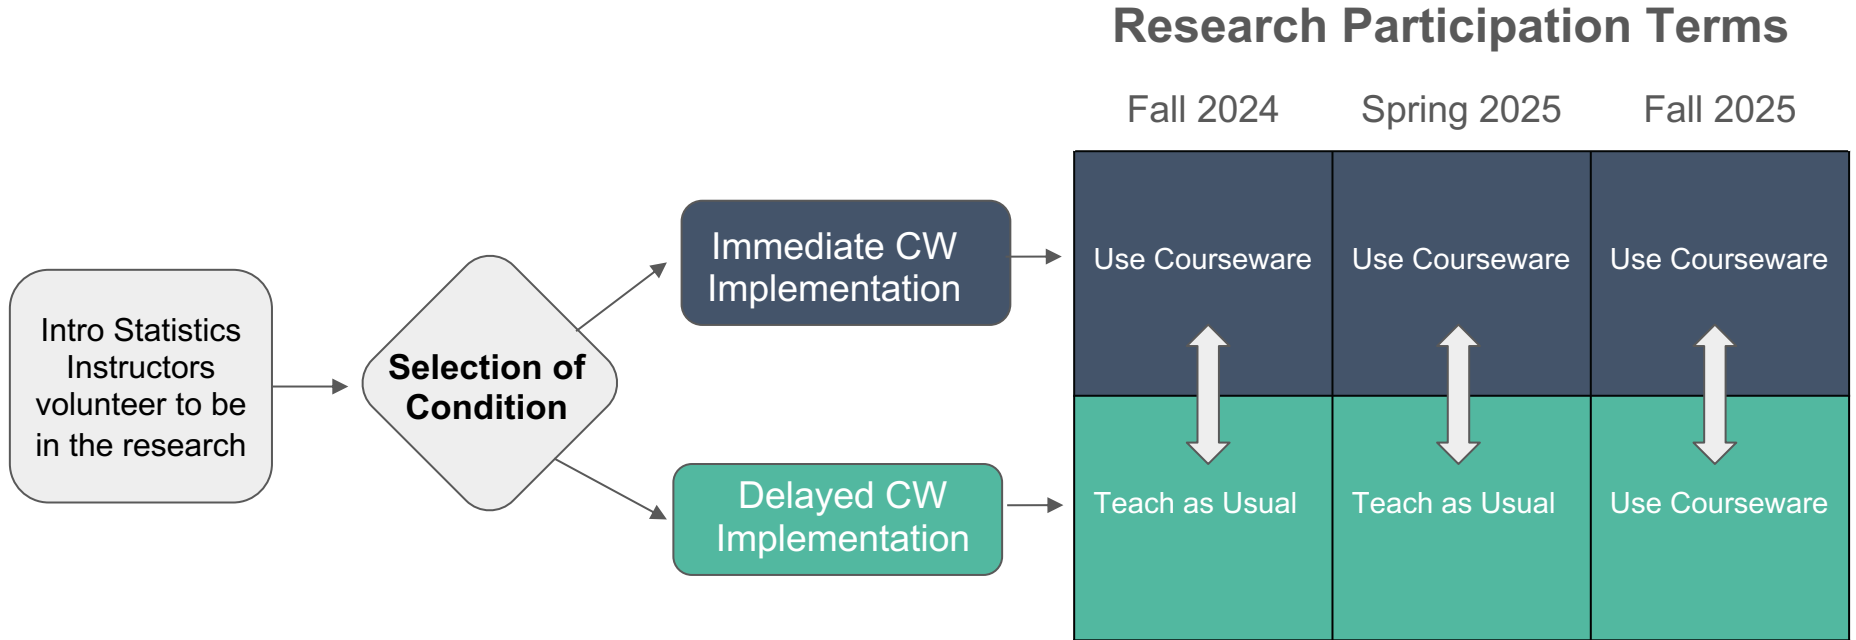 Research Participation Terms
Fall 2024
Spring 2025
Fall 2025
Intro Statistics
Instructors
volunteer to be
in the research
Selection of
Condition
Immediate CW
Implementation
Use Courseware
Use Courseware
Use Courseware
Delayed CW
Implementation
Teach as Usual
Teach as Usual
Use Courseware